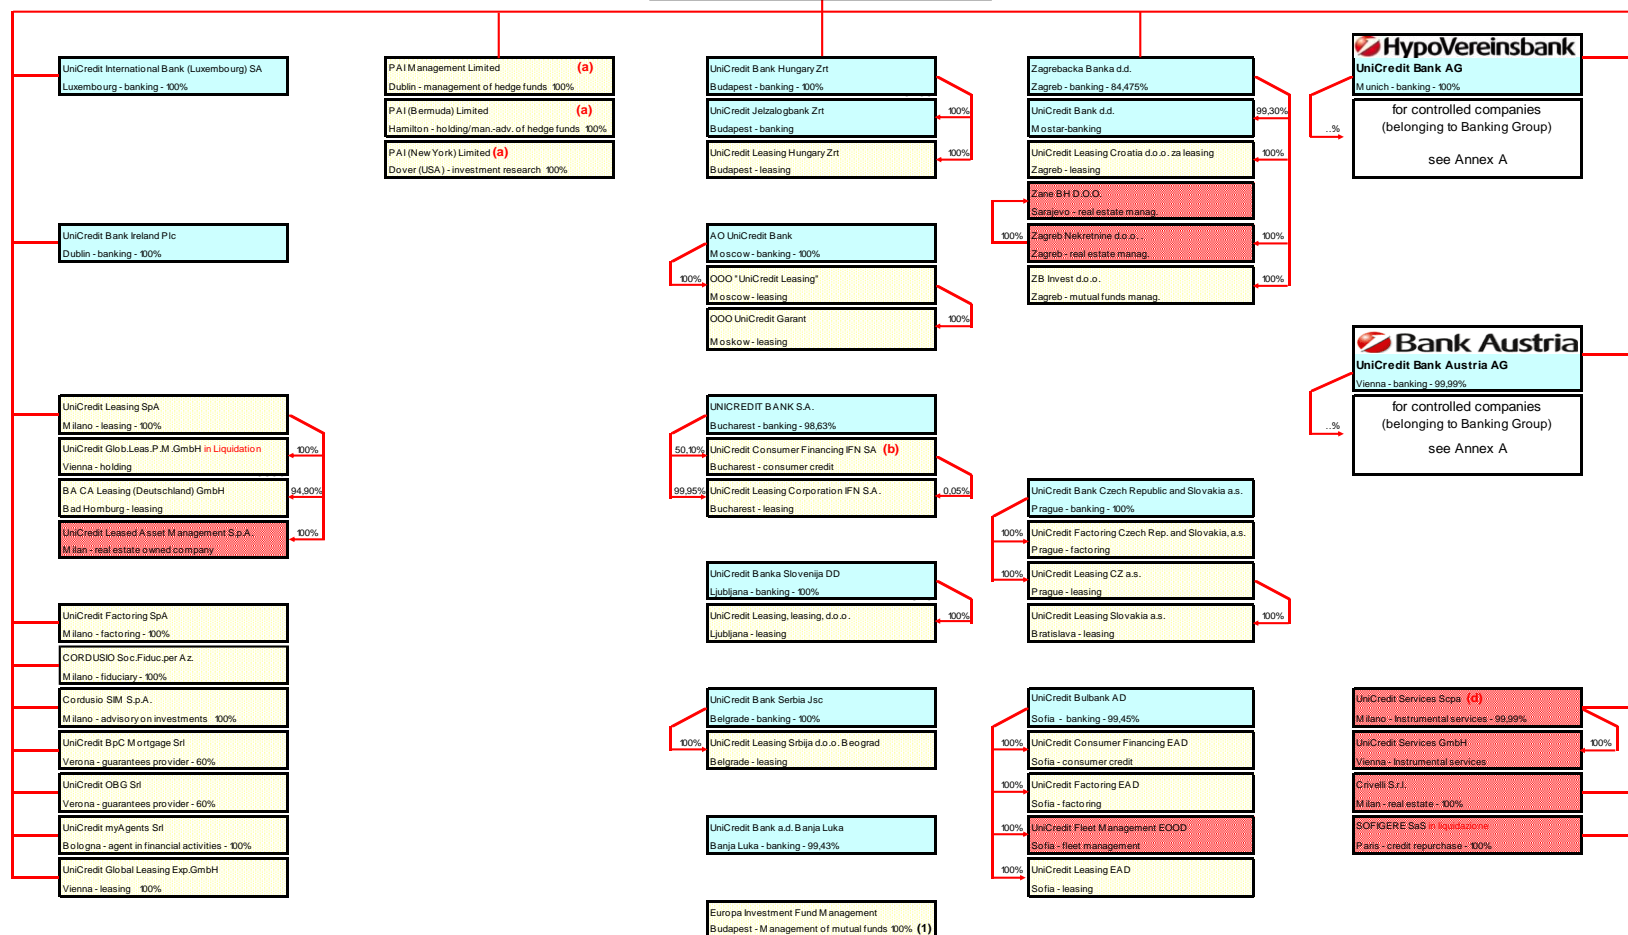 UniCredit International Bank (Luxembourg) SA
Luxembourg - banking - 100%
UniCredit Bank Ireland Plc
Dublin - banking - 100%
UniCredit Leasing SpA
Milano - leasing - 100%
UniCredit Glob.Leas.P.M.GmbH in Liquidation
Vienna - holding
100%
BA CA Leasing (Deutschland) GmbH
Bad Homburg - leasing
94,90%
UniCredit Leased Asset Management S.p.A.
Milan - real estate owned company
100%
UniCredit Factoring SpA
Milano - factoring - 100%
CORDUSIO Soc.Fiduc.per Az.
Milano - fiduciary - 100%
Cordusio SIM S.p.A.
Milano - advisory on investments 100%
UniCredit BpC Mortgage Srl
Verona - guarantees provider - 60%
UniCredit OBG Srl
Verona - guarantees provider - 60%
UniCredit myAgents Srl
Bologna - agent in financial activities - 100%
UniCredit Global Leasing Exp.GmbH
Vienna - leasing 100%
PAI Management Limited (a)
Dublin - management of hedge funds 100%
PAI (Bermuda) Limited (a)
Hamilton - holding/man.-adv. of hedge funds 100%
PAI (New York) Limited (a)
Dover (USA) - investment research 100%
UniCredit Bank Hungary Zrt
Budapest - banking - 100%
UniCredit Jelzalogbank Zrt
Budapest - banking
100%
UniCredit Leasing Hungary Zrt
Budapest - leasing
100%
AO UniCredit Bank
Moscow - banking - 100%
100%
OOO "UniCredit Leasing"
Moscow - leasing
OOO UniCredit Garant
Moskow - leasing
100%
UNICREDIT BANK S.A.
Bucharest - banking - 98,63%
50,10%
UniCredit Consumer Financing IFN SA (b)
Bucharest - consumer credit
99,95%
UniCredit Leasing Corporation IFN S.A.
Bucharest - leasing
0,05%
UniCredit Banka Slovenija DD
Ljubljana - banking - 100%
UniCredit Leasing, leasing, d.o.o.
Ljubljana - leasing
100%
UniCredit Bank Serbia Jsc
Belgrade - banking - 100%
100%
UniCredit Leasing Srbija d.o.o. Beograd
Belgrade - leasing
UniCredit Bank a.d. Banja Luka
Banja Luka - banking - 99,43%
Europa Investment Fund Management
Budapest - Management of mutual funds 100% (1)
Zagrebacka Banka d.d.
Zagreb - banking - 84,475%
UniCredit Bank d.d.
Mostar-banking
99,30%
UniCredit Leasing Croatia d.o.o. za leasing
Zagreb - leasing
100%
Zane BH D.O.O.
Sarajevo - real estate manag.
100%
Zagreb Nekretnine d.o.o.
Zagreb - real estate manag.
100%
ZB Invest d.o.o.
Zagreb - mutual funds manag.
100%
UniCredit Bank Czech Republic and Slovakia a.s.
Prague - banking - 100%
100%
UniCredit Factoring Czech Rep. and Slovakia, a.s.
Prague - factoring
100%
UniCredit Leasing CZ a.s.
Prague - leasing
UniCredit Leasing Slovakia a.s.
Bratislava - leasing
100%
UniCredit Bulbank AD
Sofia - banking - 99,45%
100%
UniCredit Consumer Financing EAD
Sofia - consumer credit
100%
UniCredit Factoring EAD
Sofia - factoring
100%
UniCredit Fleet Management EOOD
Sofia - fleet management
100%
UniCredit Leasing EAD
Sofia - leasing
HypoVereinsbank
UniCredit Bank AG
Munich - banking - 100%
..%
for controlled companies
(belonging to Banking Group)
see Annex A
Bank Austria
UniCredit Bank Austria AG
Vienna - banking - 99,99%
..%
for controlled companies
(belonging to Banking Group)
see Annex A
UniCredit Services Scpa (d)
Milano - Instrumental services - 99,99%
UniCredit Services GmbH
Vienna - Instrumental services
100%
Crivelli S.r.l.
Milan - real estate - 100%
SOFIGERE SaS in liquidazione
Paris - credit repurchase - 100%